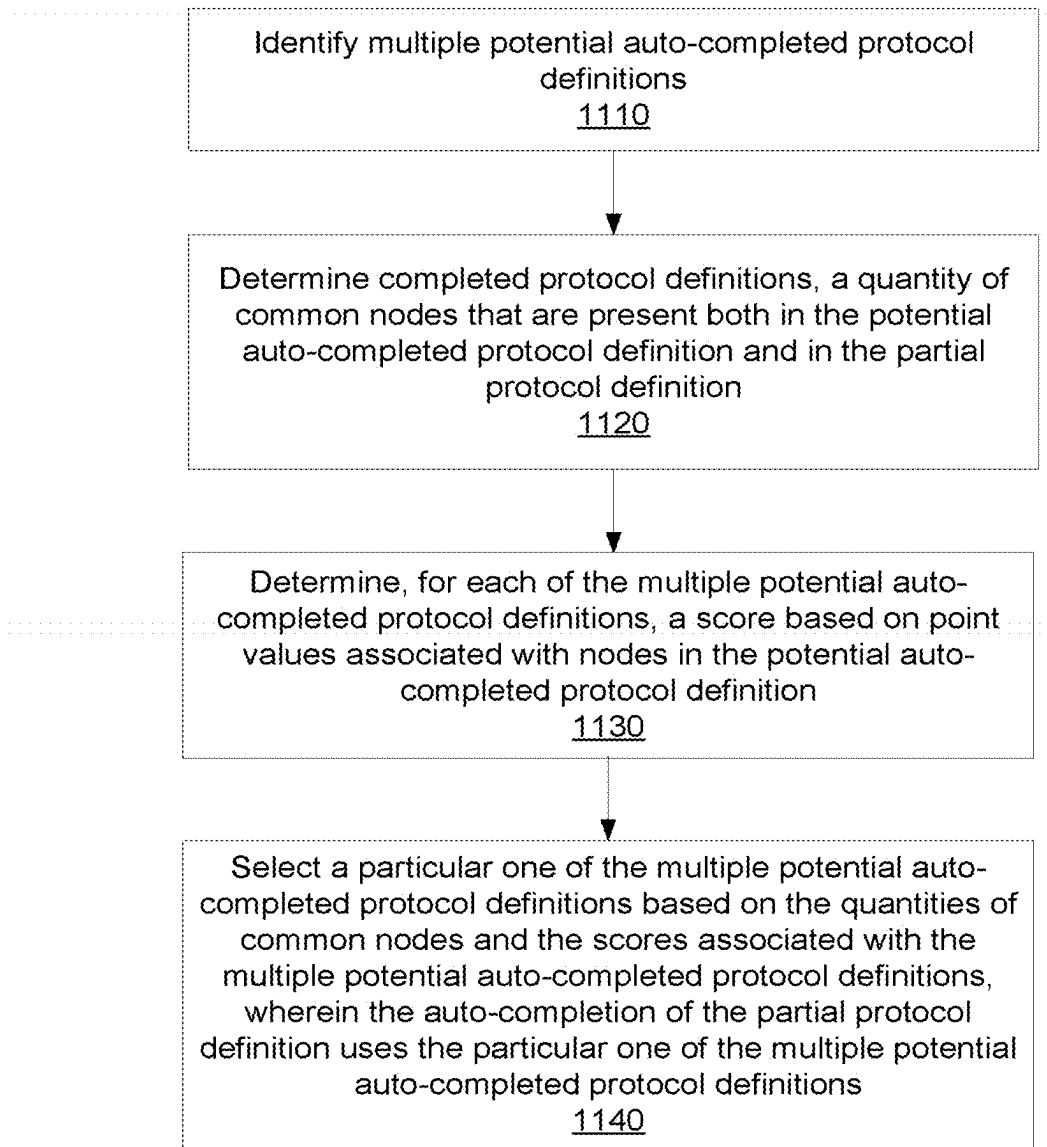 Identify multiple potential auto-completed protocol
definitions
1110
Determine completed protocol definitions, a quantity of
common nodes that are present both in the potential
auto-completed protocol definition and in the partial
protocol definition
1120
Determine, for each of the multiple potential auto-
completed protocol definitions, a score based on point
values associated with nodes in the potential auto-
completed protocol definition
1130
Select a particular one of the multiple potential auto-
completed protocol definitions based on the quantities of
common nodes and the scores associated with the
multiple potential auto-completed protocol definitions,
wherein the auto-completion of the partial protocol
definition uses the particular one of the multiple potential
auto-completed protocol definitions
1140